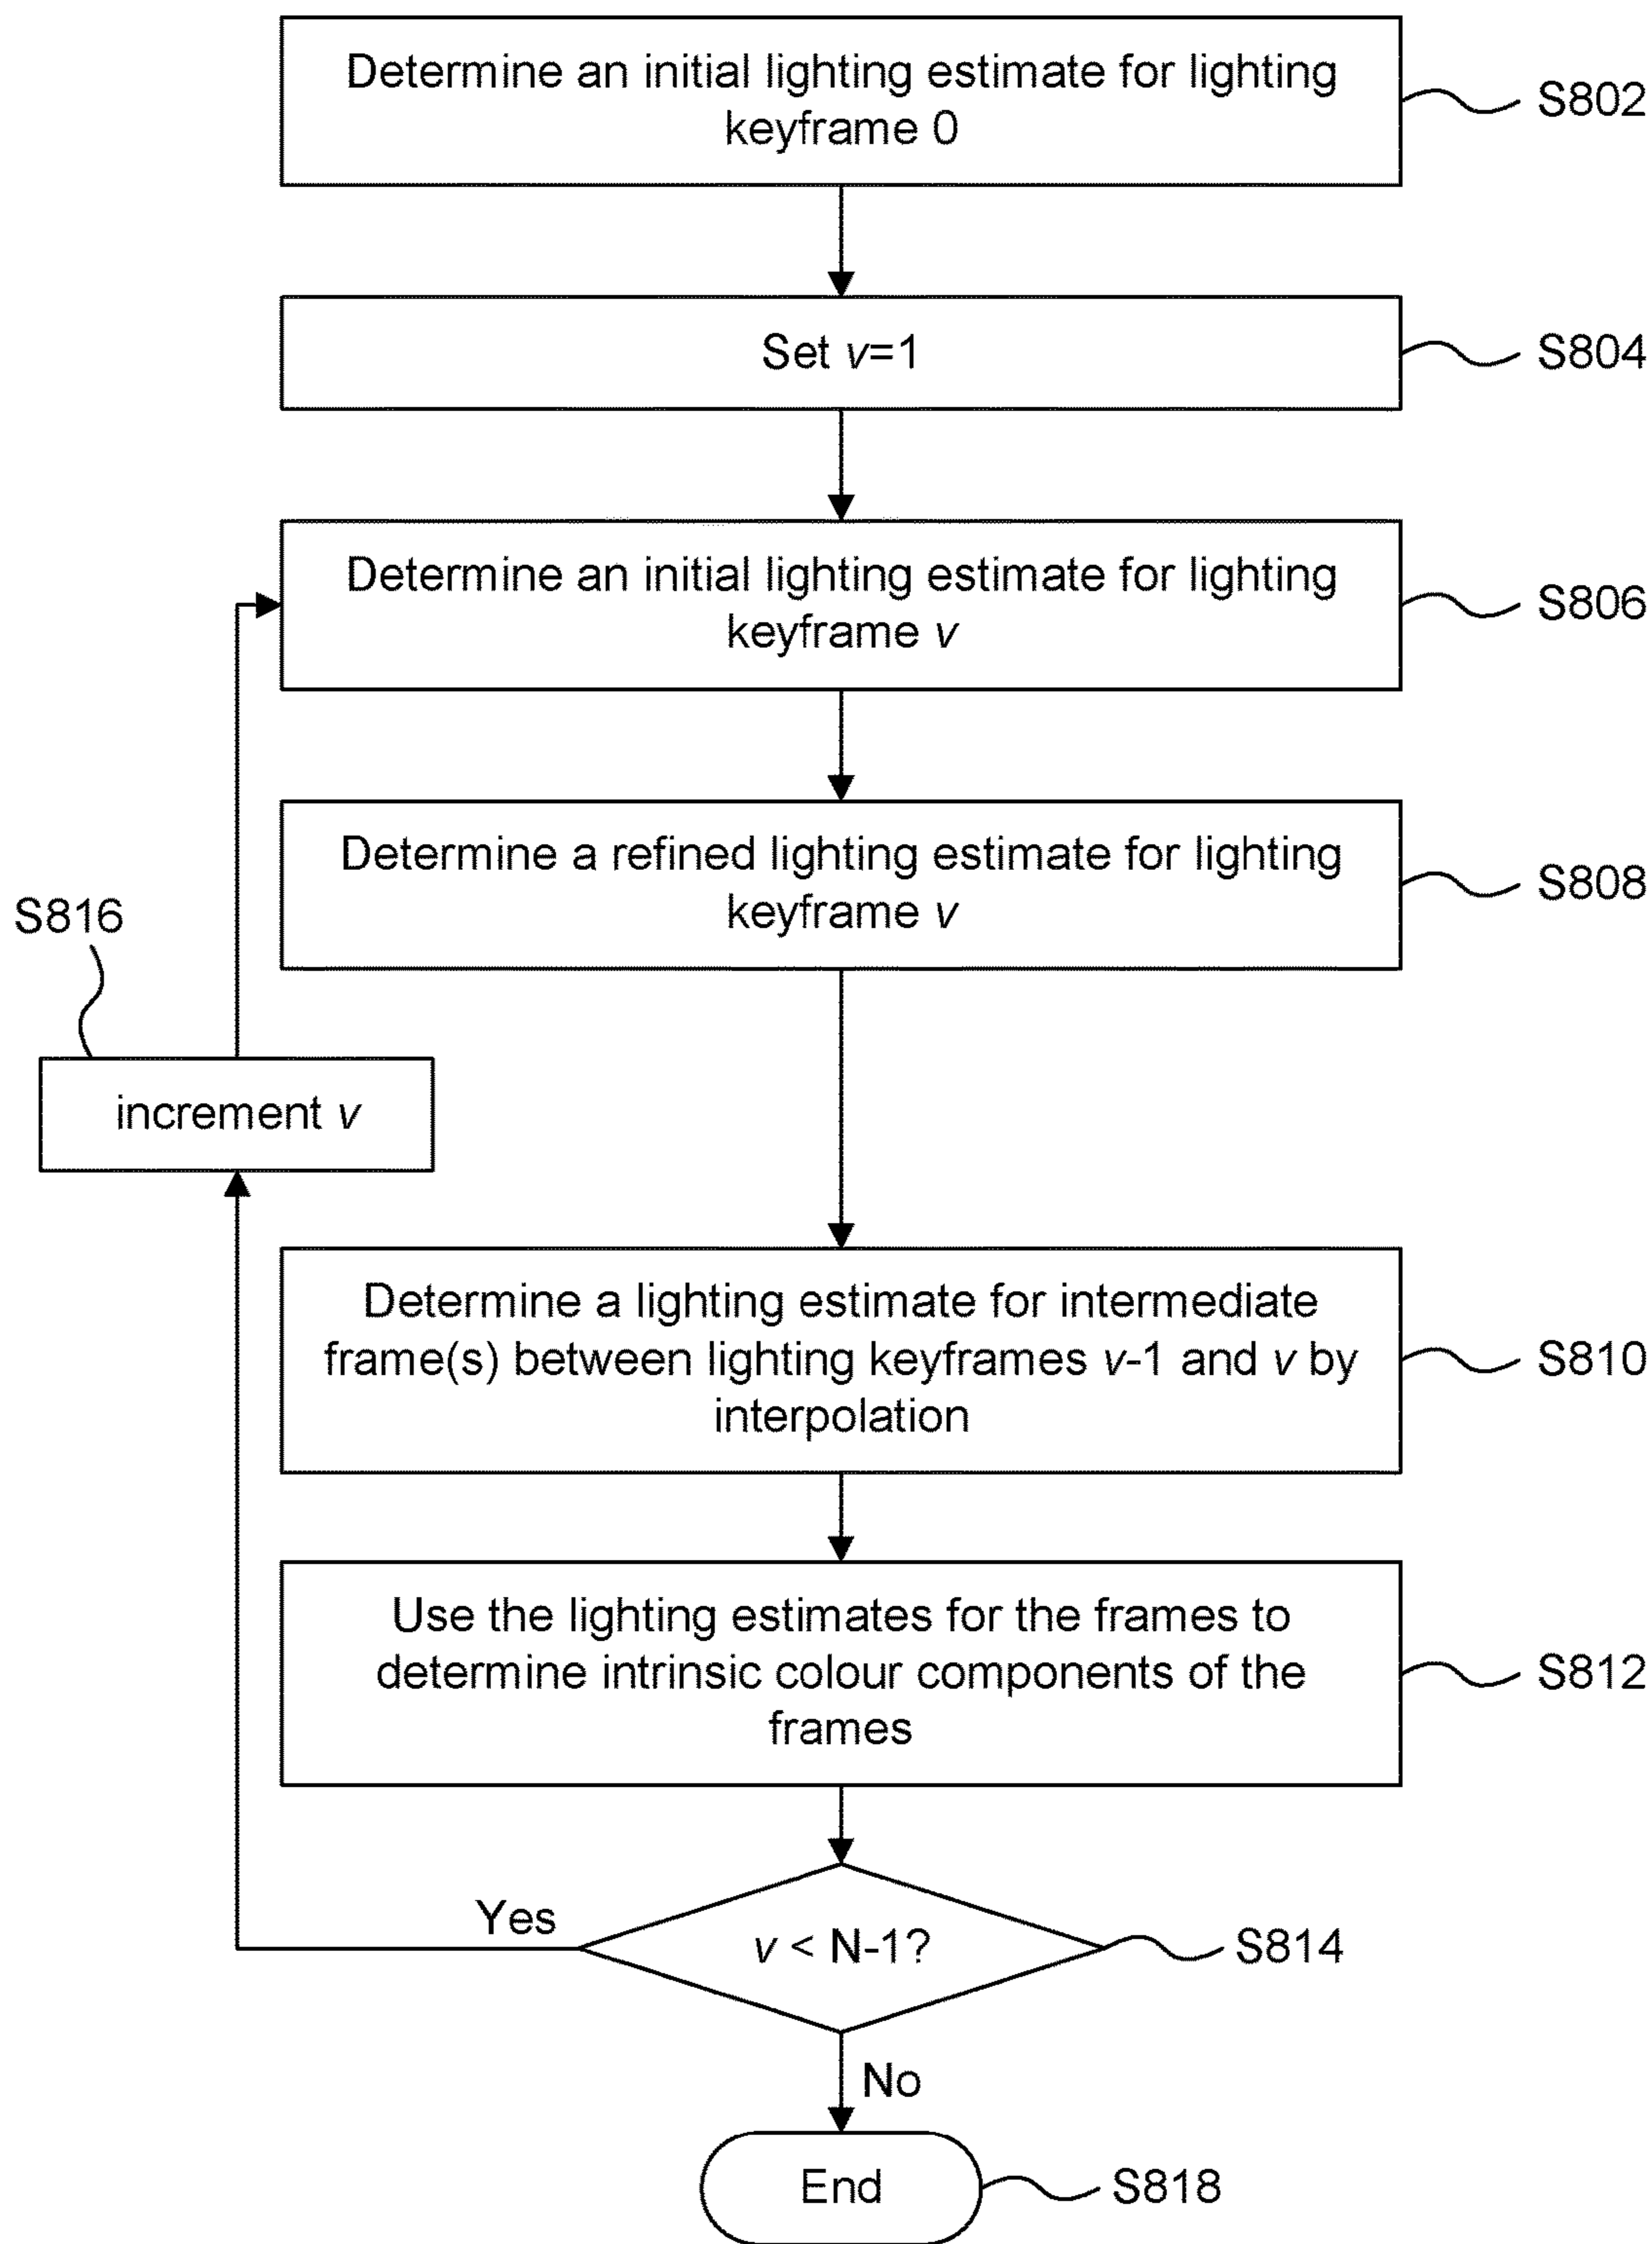 Determine an initial lighting estimate for lighting
keyframe 0
S802
Set v=1
S804
Determine an initial lighting estimate for lighting
keyframe v
S806
Determine a refined lighting estimate for lighting
keyframe v
S808
S816
increment v
Determine a lighting estimate for intermediate
frame(s) between lighting keyframes v-1 and v by
interpolation
S810
Use the lighting estimates for the frames to
determine intrinsic colour components of the
frames
S812
Yes
v < N-1?
S814
No
End
S818